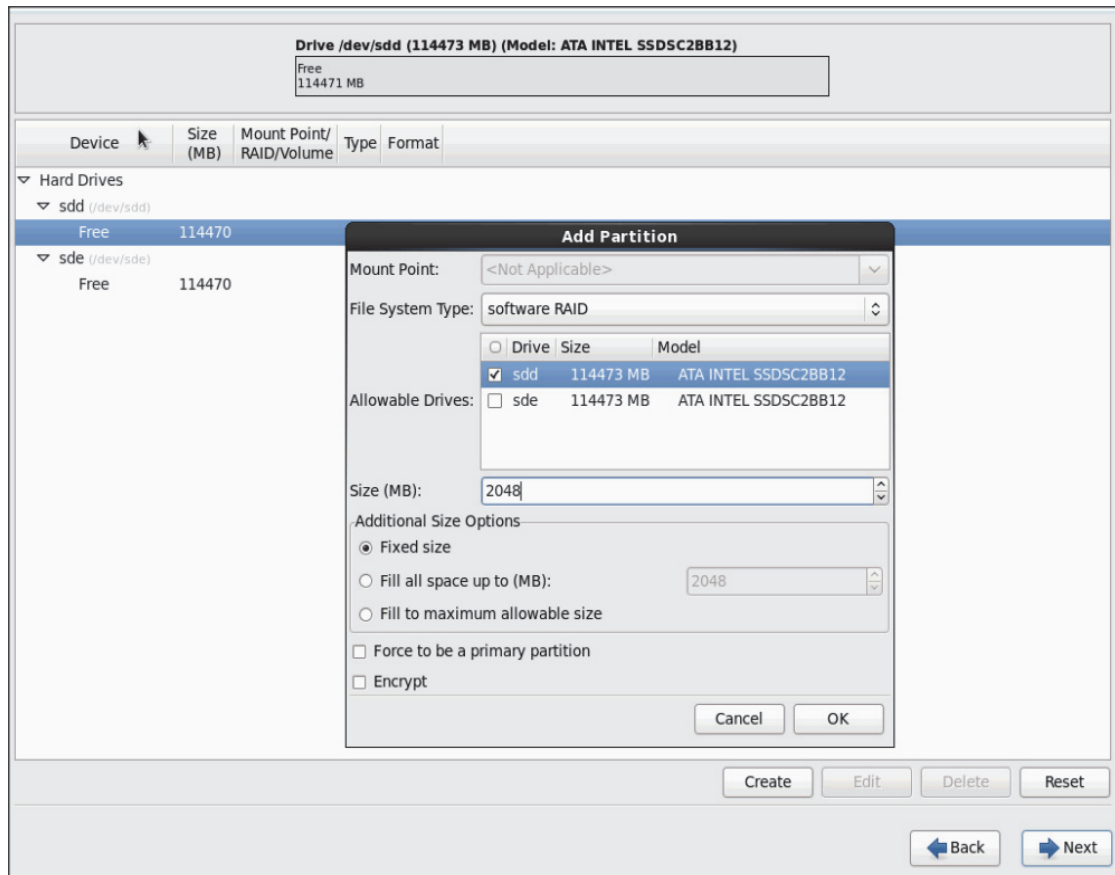 Drive /dev/sdd (114473 MB) (Model: ATA INTEL SSDSC2BB12)
Free
114471 MB
Device Size (MB) Mount Point/ RAID/Volume Type Format
Hard Drives
sdd (/dev/sdd)
Free 114470
sde (/dev/sde)
Free 114470
Add Partition
Mount Point: <Not Applicable>
File System Type: software RAID
Drive Size Model
sdd 114473 MB ATA INTEL SSDSC2BB12
Allowable Drives: sde 114473 MB ATA INTEL SSDSC2BB12
Size (MB): 2048
Additional Size Options
Fixed size
Fill all space up to (MB): 2048
Fill to maximum allowable size
Force to be a primary partition
Encrypt
Cancel OK
Create Edit Delete Reset
Back Next